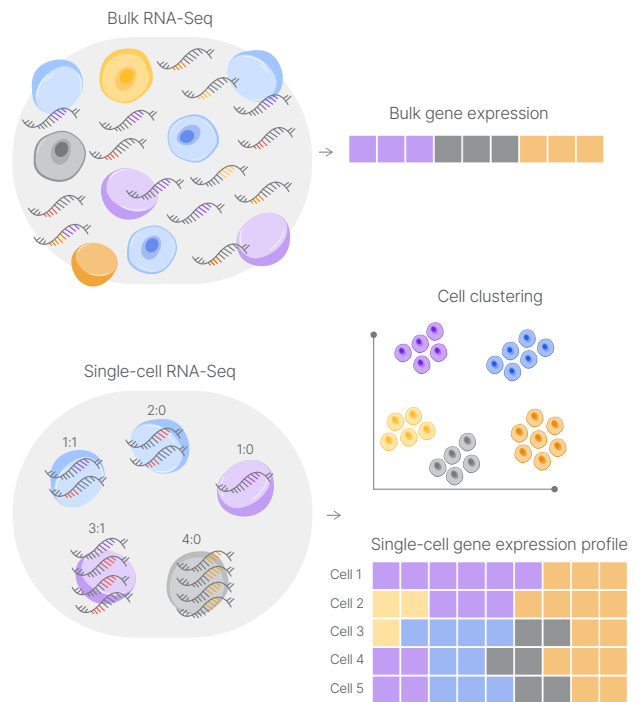 Bulk RNA-Seq
Bulk gene expression
Cell clustering
Single-cell RNA-Seq
2:0
1:1
1:0
3:1
4:0
Single-cell gene expression profile
Cell 1
Cell 2
Cell 3
Cell 4
Cell 5